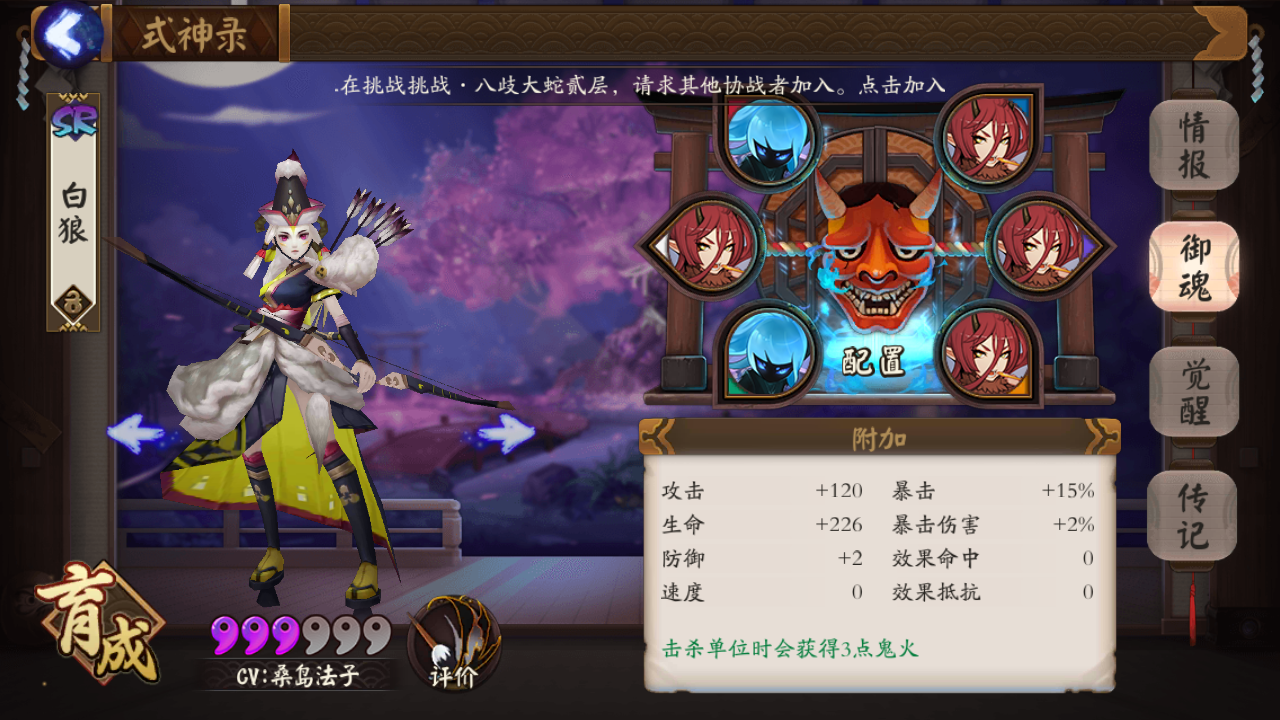 式神录
.在挑战挑战·八歧大蛇贰层，请求其他协战者加入。点击加入
SR
白狼
情报
御魂
觉醒
传记
配置
附加
攻击 +120 暴击 +15%
生命 +226 暴击伤害 +2%
防御 +2 效果命中 0
速度 0 效果抵抗 0
击杀单位时会获得3点鬼火
育成
CV:桑岛法子
评价